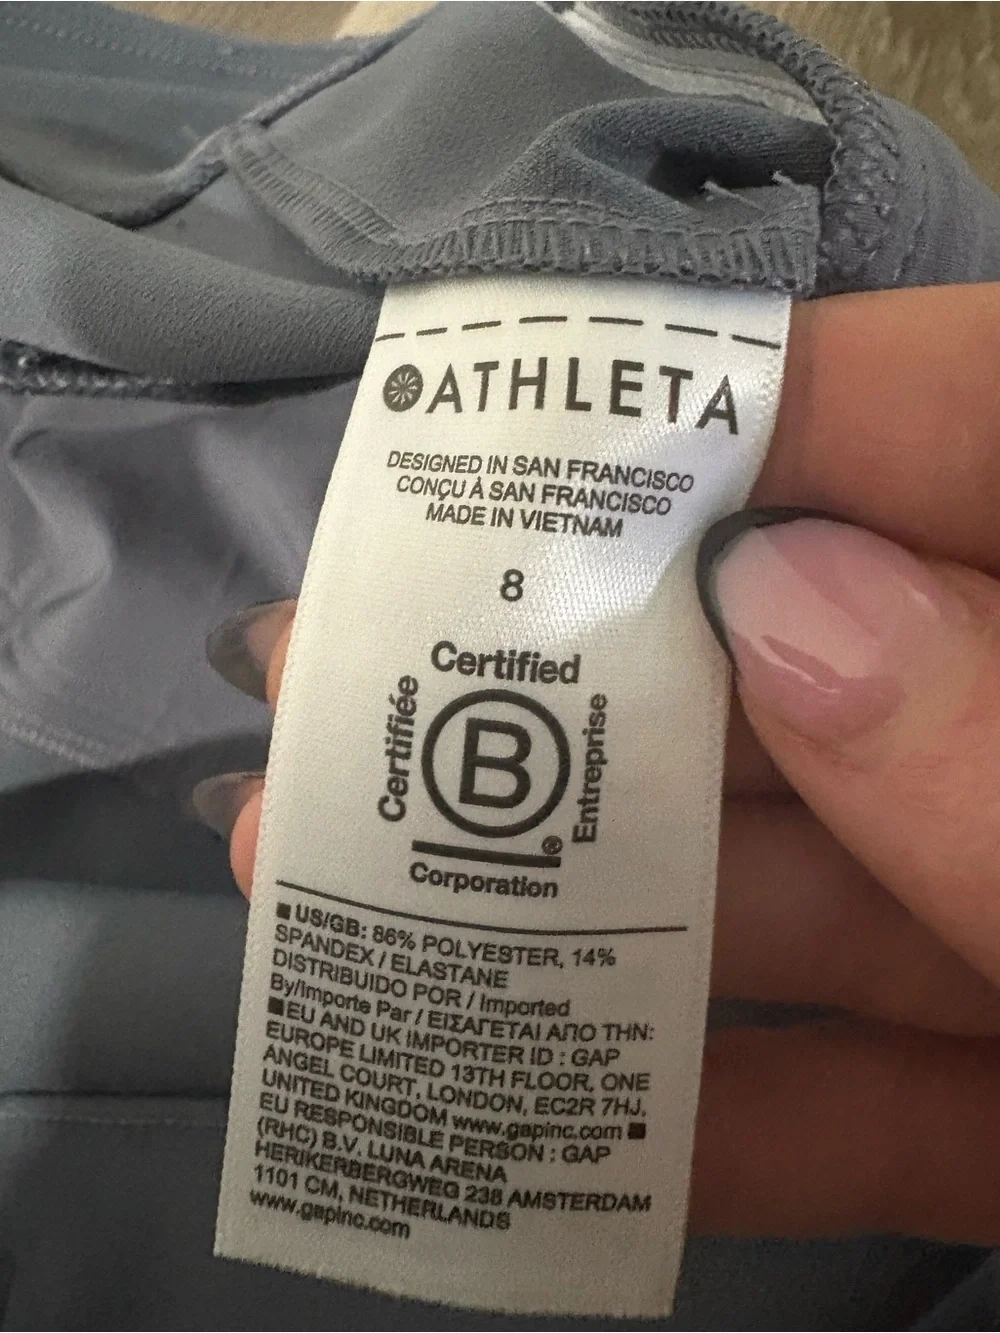 ATHLETA
DESIGNED IN SAN FRANCISCO
CONÇU À SAN FRANCISCO
MADE IN VIETNAM
8
Certified
Certifiée
B
Entreprise
®
Corporation
■ US/GB: 86% POLYESTER, 14%
SPANDEX / ELASTANE
DISTRIBUIDO POR / Imported
By/Importe Par / ΕΙΣΑΓΕΤΑΙ ΑΠΟ ΤΗΝ:
■EU AND UK IMPORTER ID : GAP
EUROPE LIMITED 13TH FLOOR, ONE
ANGEL COURT, LONDON, EC2R 7HJ,
UNITED KINGDOM www.gapinc.com ■
EU RESPONSIBLE PERSON : GAP
(RHC) B.V. LUNA ARENA
HERIKERBERGWEG 238 AMSTERDAM
1101 CM, NETHERLANDS
www.gapinc.com